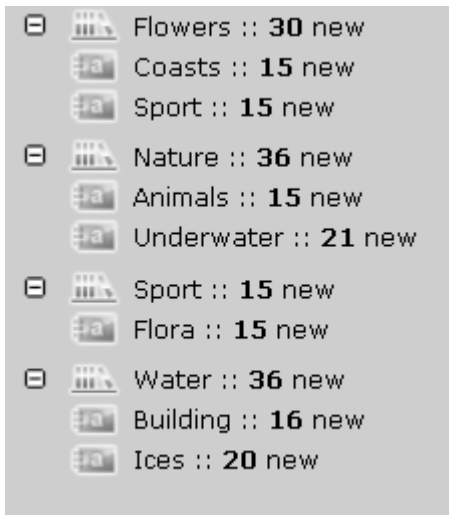 Flowers :: 30 new
Coasts :: 15 new
Sport :: 15 new
Nature :: 36 new
Animals :: 15 new
Underwater :: 21 new
Sport :: 15 new
Flora :: 15 new
Water :: 36 new
Building :: 16 new
Ices :: 20 new